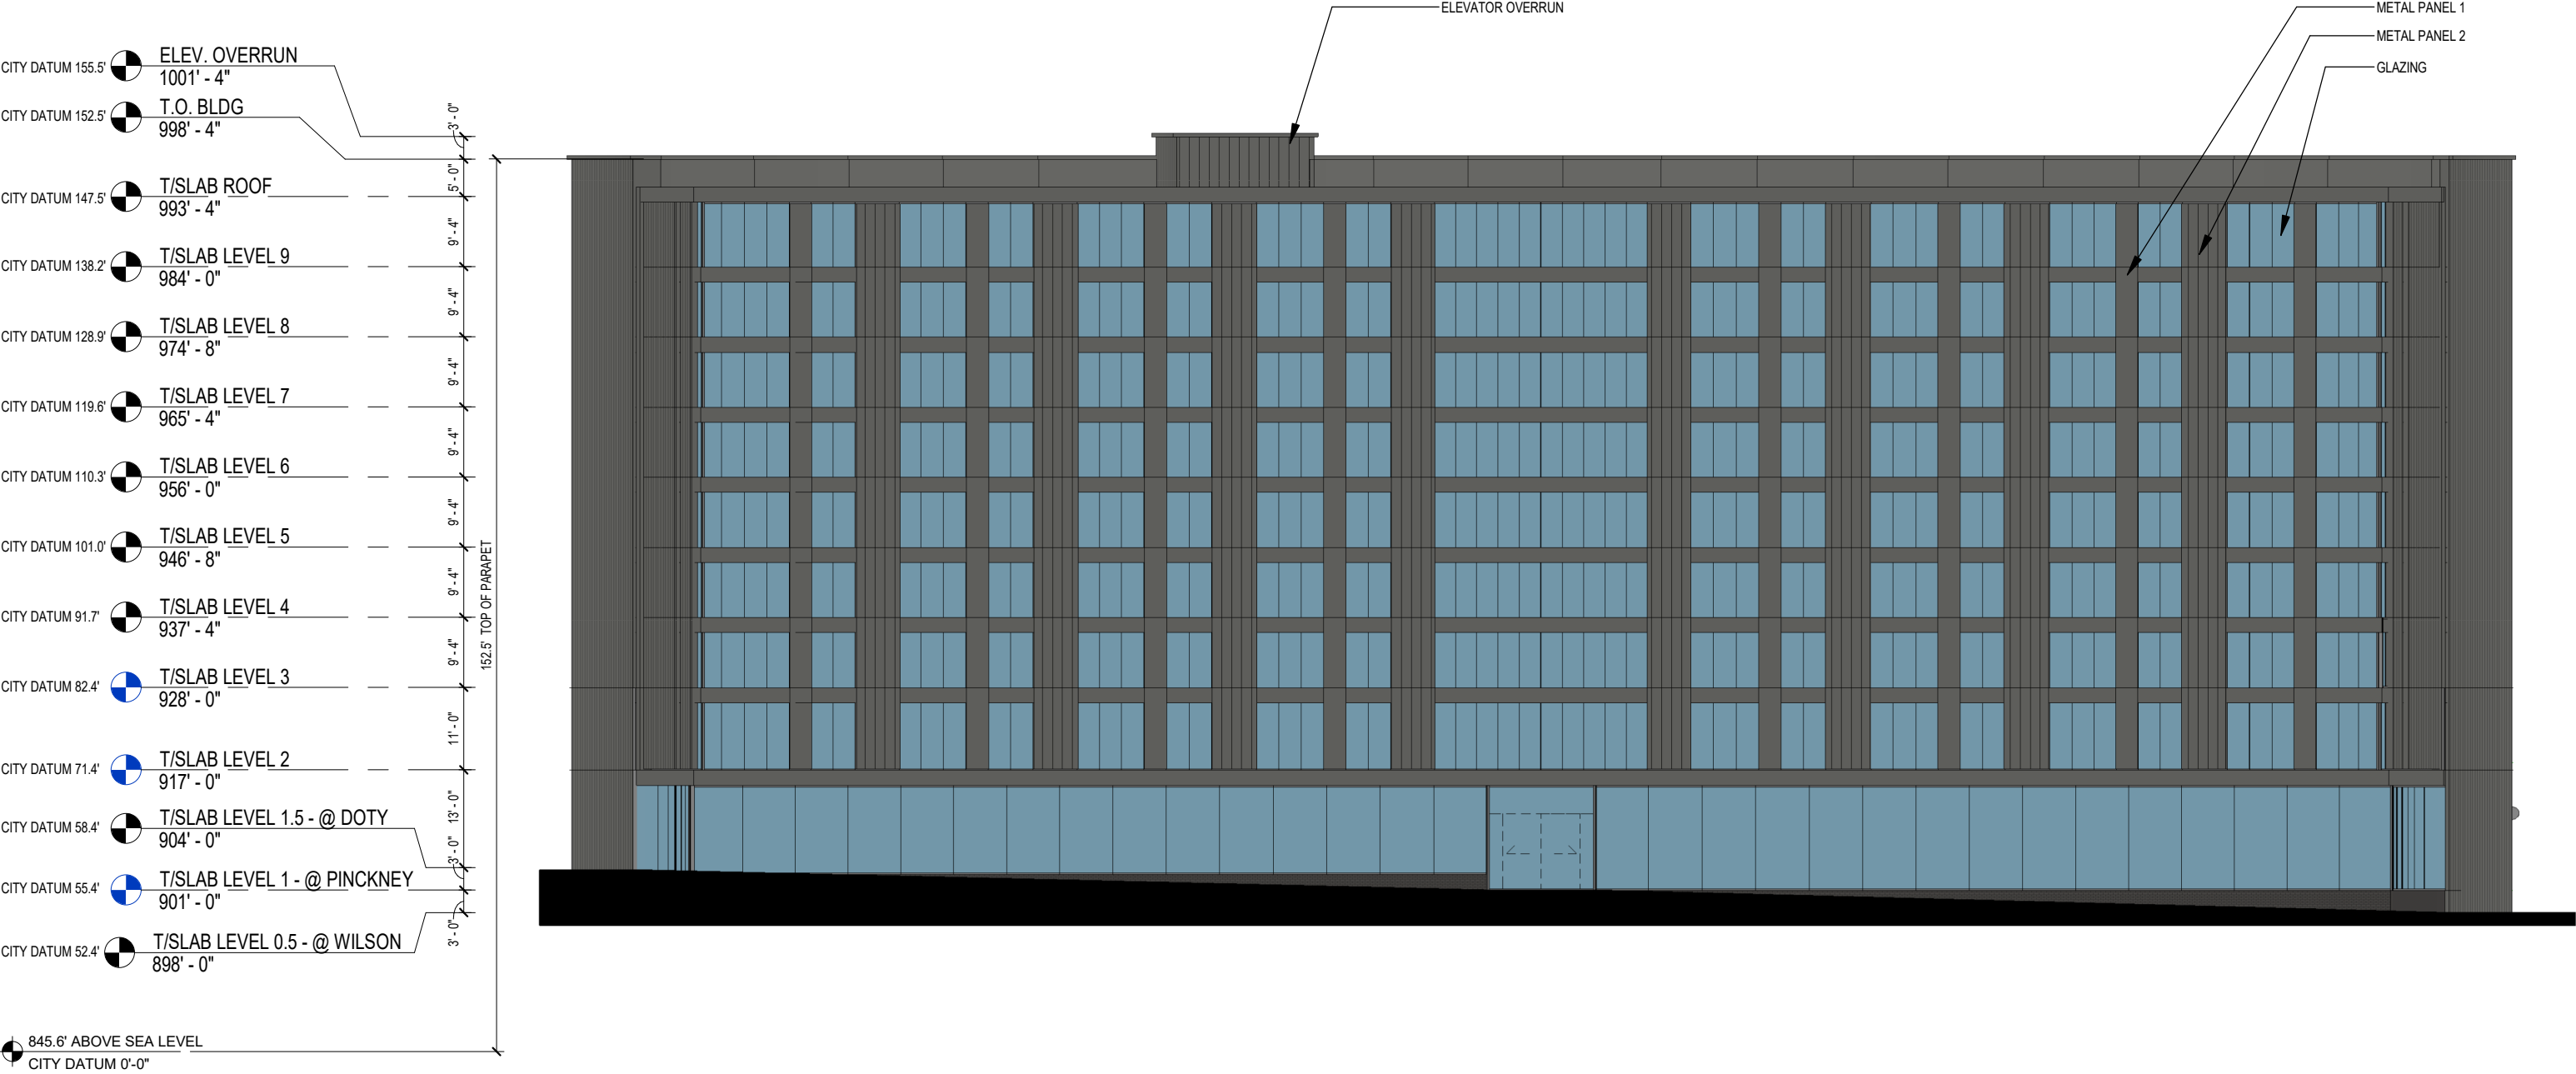 ELEVATOR OVERRUN
METAL PANEL 1
METAL PANEL 2
GLAZING
CITY DATUM 155.5'
ELEV. OVERRUN
1001' - 4"
CITY DATUM 152.5'
T.O. BLDG
998' - 4"
CITY DATUM 147.5'
T/SLAB ROOF
993' - 4"
CITY DATUM 138.2'
T/SLAB LEVEL 9
984' - 0"
CITY DATUM 128.9'
T/SLAB LEVEL 8
974' - 8"
CITY DATUM 119.6'
T/SLAB LEVEL 7
965' - 4"
CITY DATUM 110.3'
T/SLAB LEVEL 6
956' - 0"
CITY DATUM 101.0'
T/SLAB LEVEL 5
946' - 8"
CITY DATUM 91.7'
T/SLAB LEVEL 4
937' - 4"
CITY DATUM 82.4'
T/SLAB LEVEL 3
928' - 0"
CITY DATUM 71.4'
T/SLAB LEVEL 2
917' - 0"
CITY DATUM 58.4'
T/SLAB LEVEL 1.5 - @ DOTY
904' - 0"
CITY DATUM 55.4'
T/SLAB LEVEL 1 - @ PINCKNEY
901' - 0"
CITY DATUM 52.4'
T/SLAB LEVEL 0.5 - @ WILSON
898' - 0"
3' - 0"
5' - 0"
9' - 4"
9' - 4"
9' - 4"
9' - 4"
9' - 4"
9' - 4"
9' - 4"
11' - 0"
13' - 0"
3' - 0"
3' - 0"
152.5' TOP OF PARAPET
845.6' ABOVE SEA LEVEL
CITY DATUM 0'-0"